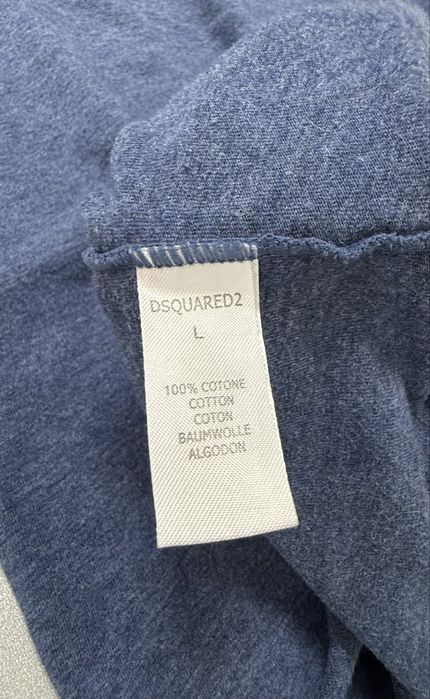 DSQUARED2
L
100% COTONE
COTTON
COTON
BAUMWOLLE
ALGODON